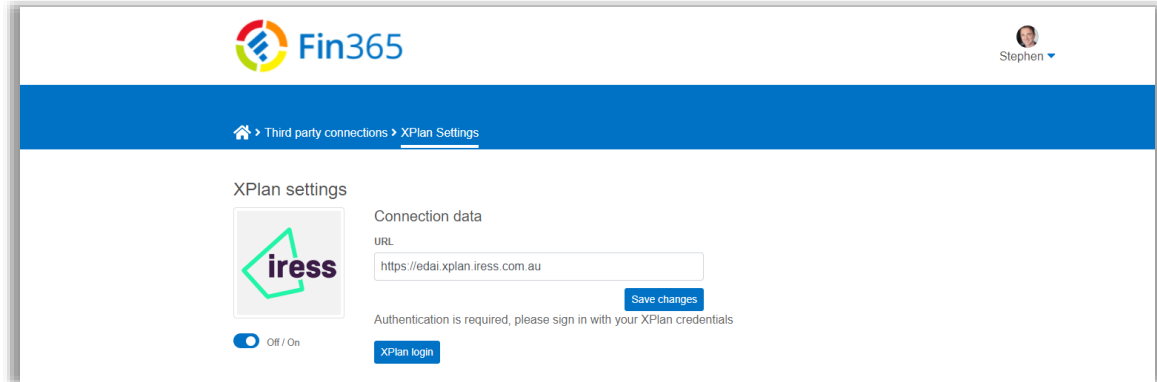 Fin365
Stephen
Third party connections > XPlan Settings
XPlan settings
Connection data
URL
iress
https://edai.xplan.iress.com.au
Save changes
Authentication is required, please sign in with your XPlan credentials
Off / On
XPlan login